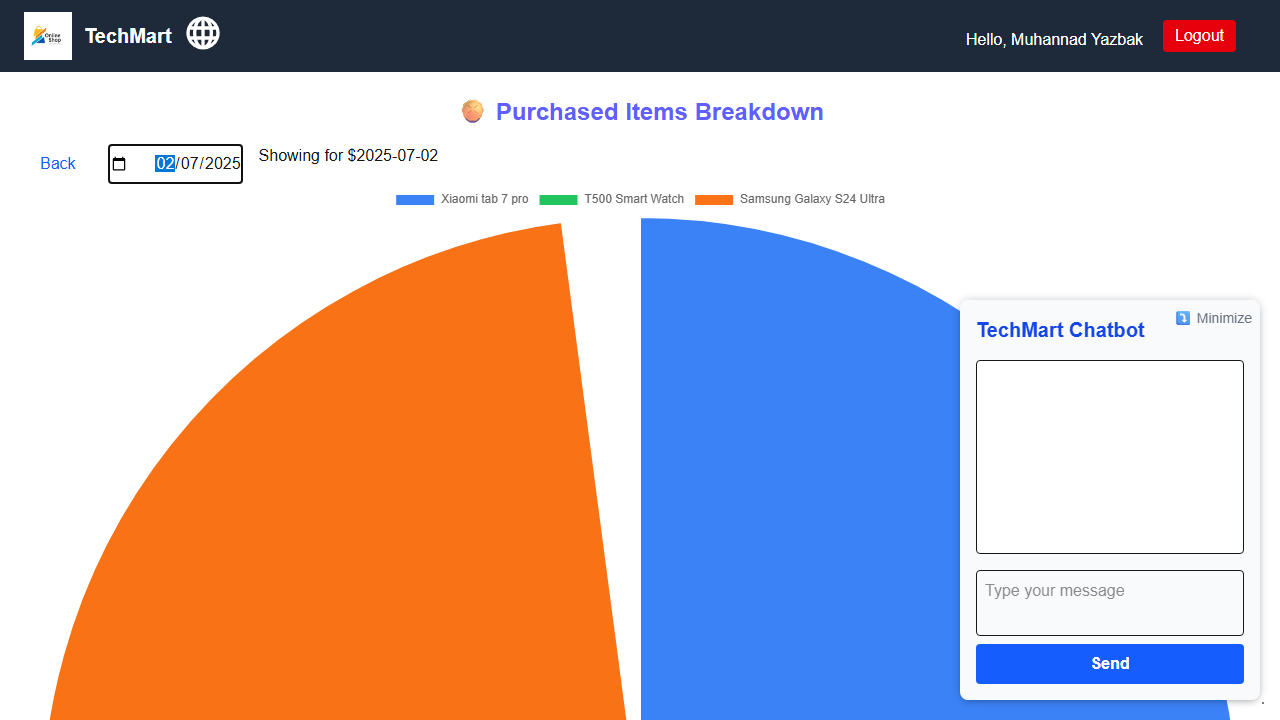 Online
Shop
TechMart
Hello, Muhannad Yazbak
Logout
Purchased Items Breakdown
Back
02/07/2025
Showing for $2025-07-02
Xiaomi tab 7 pro
T500 Smart Watch
Samsung Galaxy S24 Ultra
Minimize
TechMart Chatbot
Type your message
Send